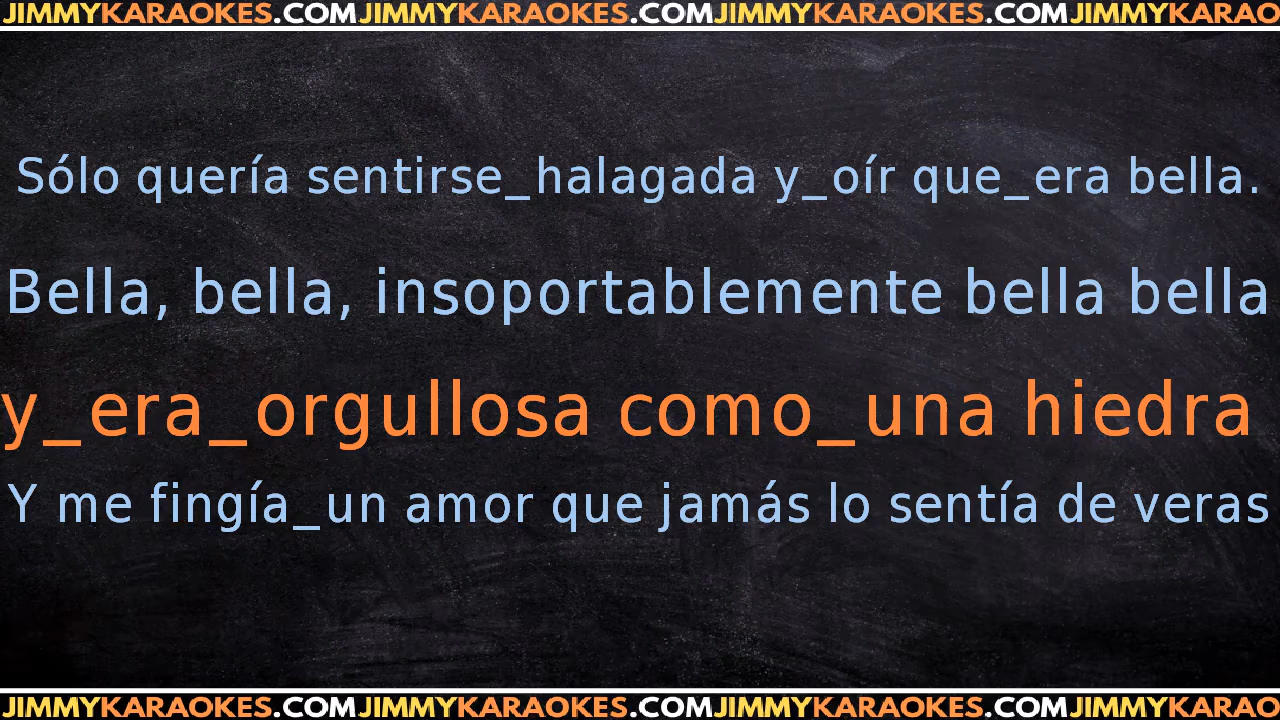 JIMMYKARAOKES.COMJIMMYKARAOKES.COMJIMMYKARAOKES.COMJIMMYKARAO
Sólo quería sentirse_halagada y_oír que_era bella.
Bella, bella, insoportablemente bella bella
y_era_orgullosa como_una hiedra
Y me fingía_un amor que jamás lo sentía de veras
JIMMYKARAOKES.COMJIMMYKARAOKES.COMJIMMYKARAOKES.COMJIMMYKARAO